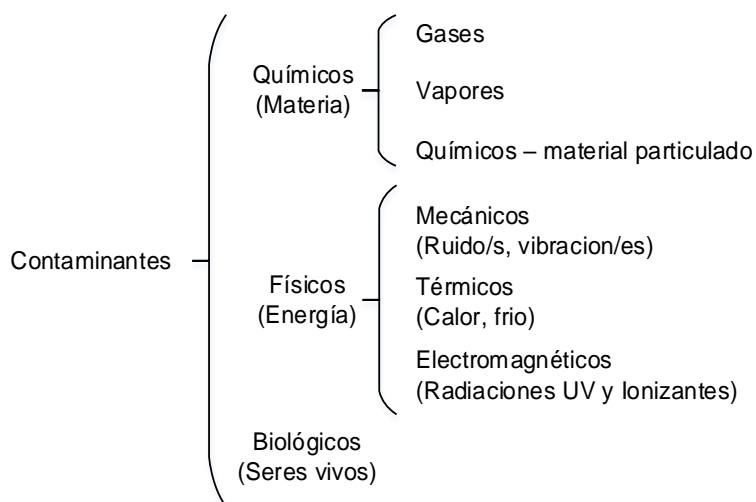 Contaminantes
Químicos
(Materia)
Gases
Vapores
Químicos – material particulado
Físicos
(Energía)
Mecánicos
(Ruido/s, vibracion/es)
Térmicos
(Calor, frio)
Electromagnéticos
(Radiaciones UV y Ionizantes)
Biológicos
(Seres vivos)